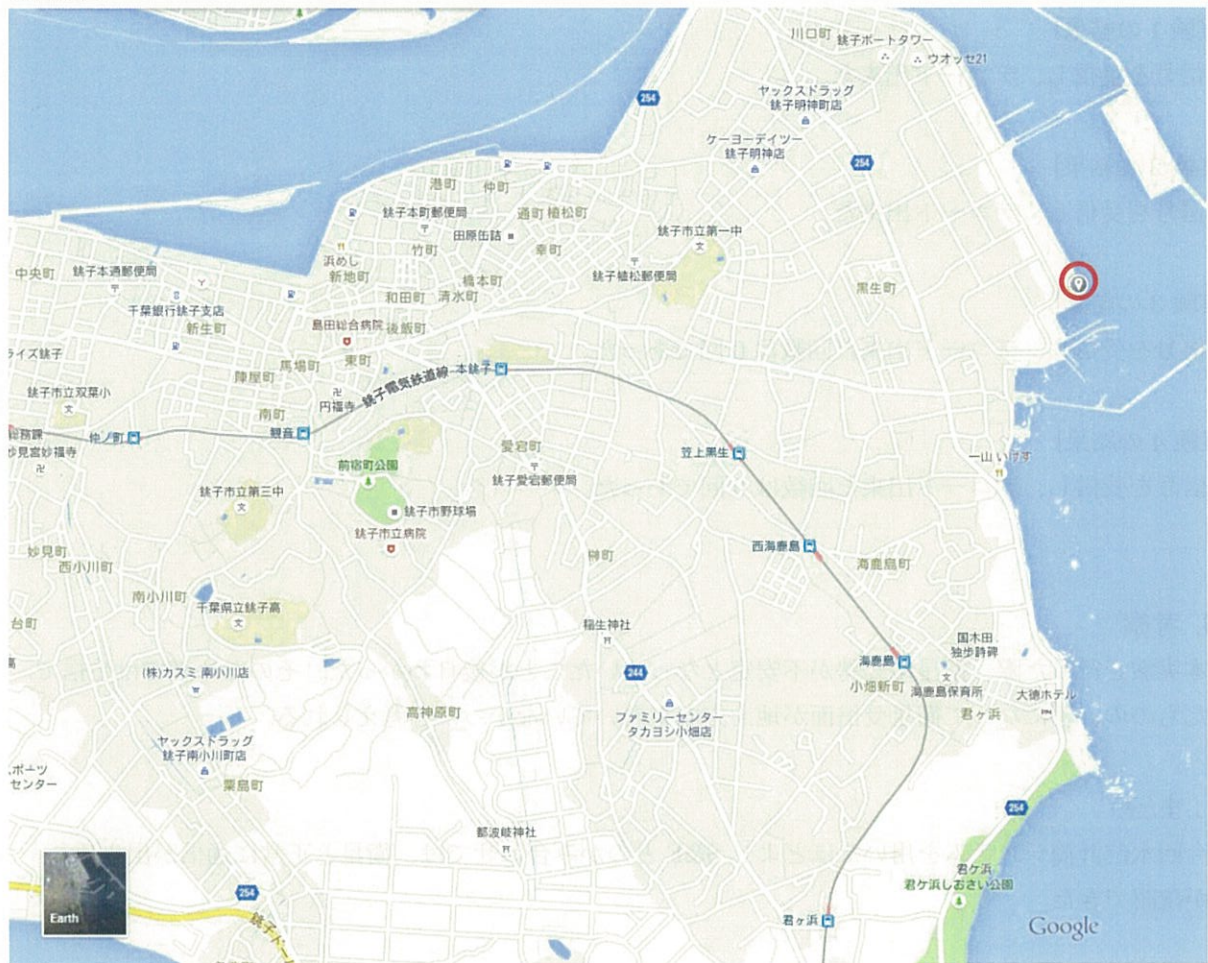 川口町
銚子ポートタワー
ウオッセ21
254
ヤックスドラッグ
銚子明神町店
ケーヨーデイツー
銚子明神店
254
港町
仲町
銚子本町郵便局
通町
植松町
田原缶詰
竹町
幸町
銚子市立第一中
浜めし
新地町
銚子植松郵便局
中央町
銚子本通郵便局
橋本町
黒生町
和田町
清水町
千葉銀行銚子支店
新生町
島田総合病院
後飯町
ライズ銚子
馬場町
東町
陣屋町
銚子電気鉄道線
本銚子
銚子市立双葉小
円福寺
南町
総務課
仲ノ町
観音
妙見宮妙福寺
愛宕町
笠上黒生
一山 いけす
前宿町公園
銚子愛宕郵便局
銚子市立第三中
銚子市野球場
銚子市立病院
西海鹿島
妙見町
榊町
海鹿島町
西小川町
南小川町
千葉県立銚子高
台町
稲生神社
国木田
独歩詩碑
高
(株)カスミ 南小川店
244
海鹿島
小畑新町
海鹿島保育所
大徳ホテル
高神原町
ファミリーセンター
タカヨシ小畑店
君ヶ浜
ヤックスドラッグ
銚子南小川町店
スポーツ
センター
粟島町
254
都波岐神社
君ケ浜
君ケ浜しおさい公園
Earth
254
銚子ドー
君ヶ浜
Google